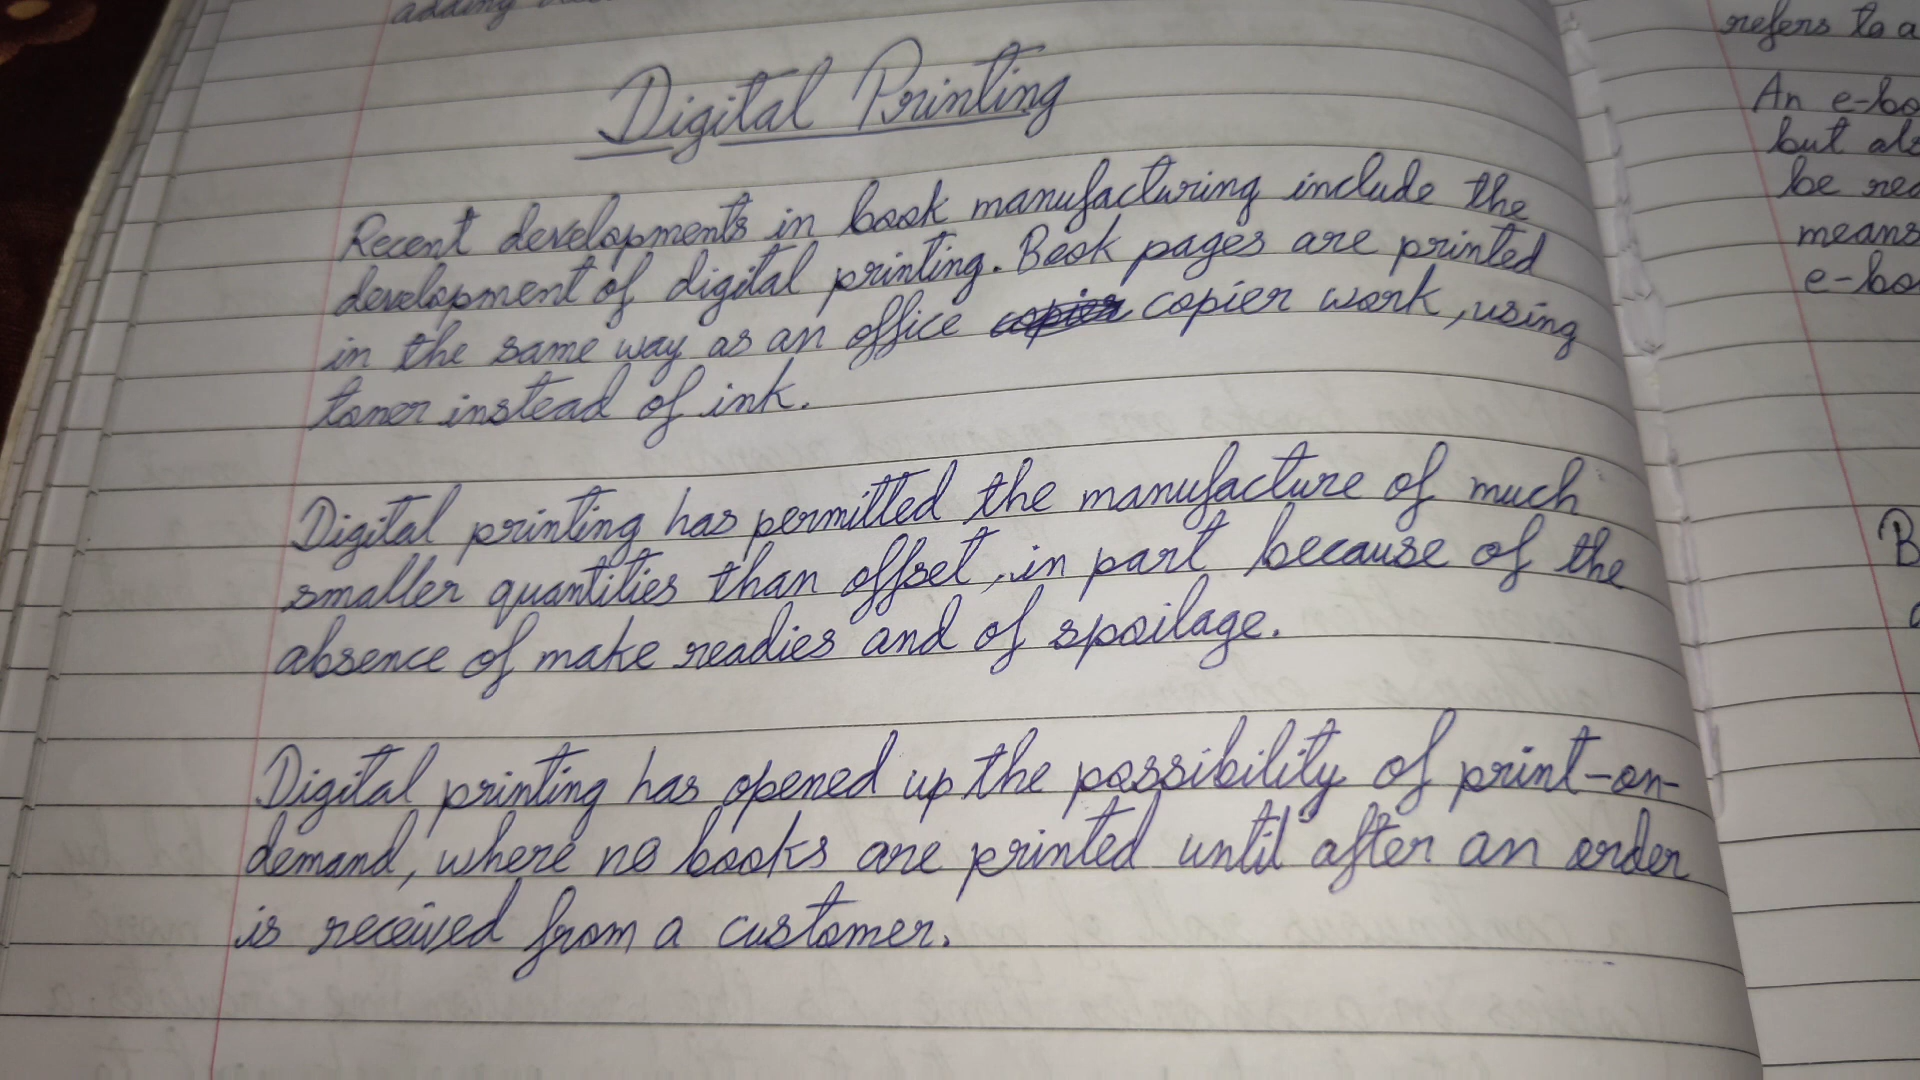 adding
Digital Printing
Recent developments in book manufacturing include the
development of digital printing. Book pages are printed
in the same way as an office copier copier work, using
toner instead of ink.
Digital printing has permitted the manufacture of much
smaller quantities than offset, in part because of the
absence of make readies and of spoilage.
Digital printing has opened up the possibility of print-on-
demand, where no books are printed until after an order
is received from a customer.
refers to a
An e-bo
but als
be rea
means
e-bo
B